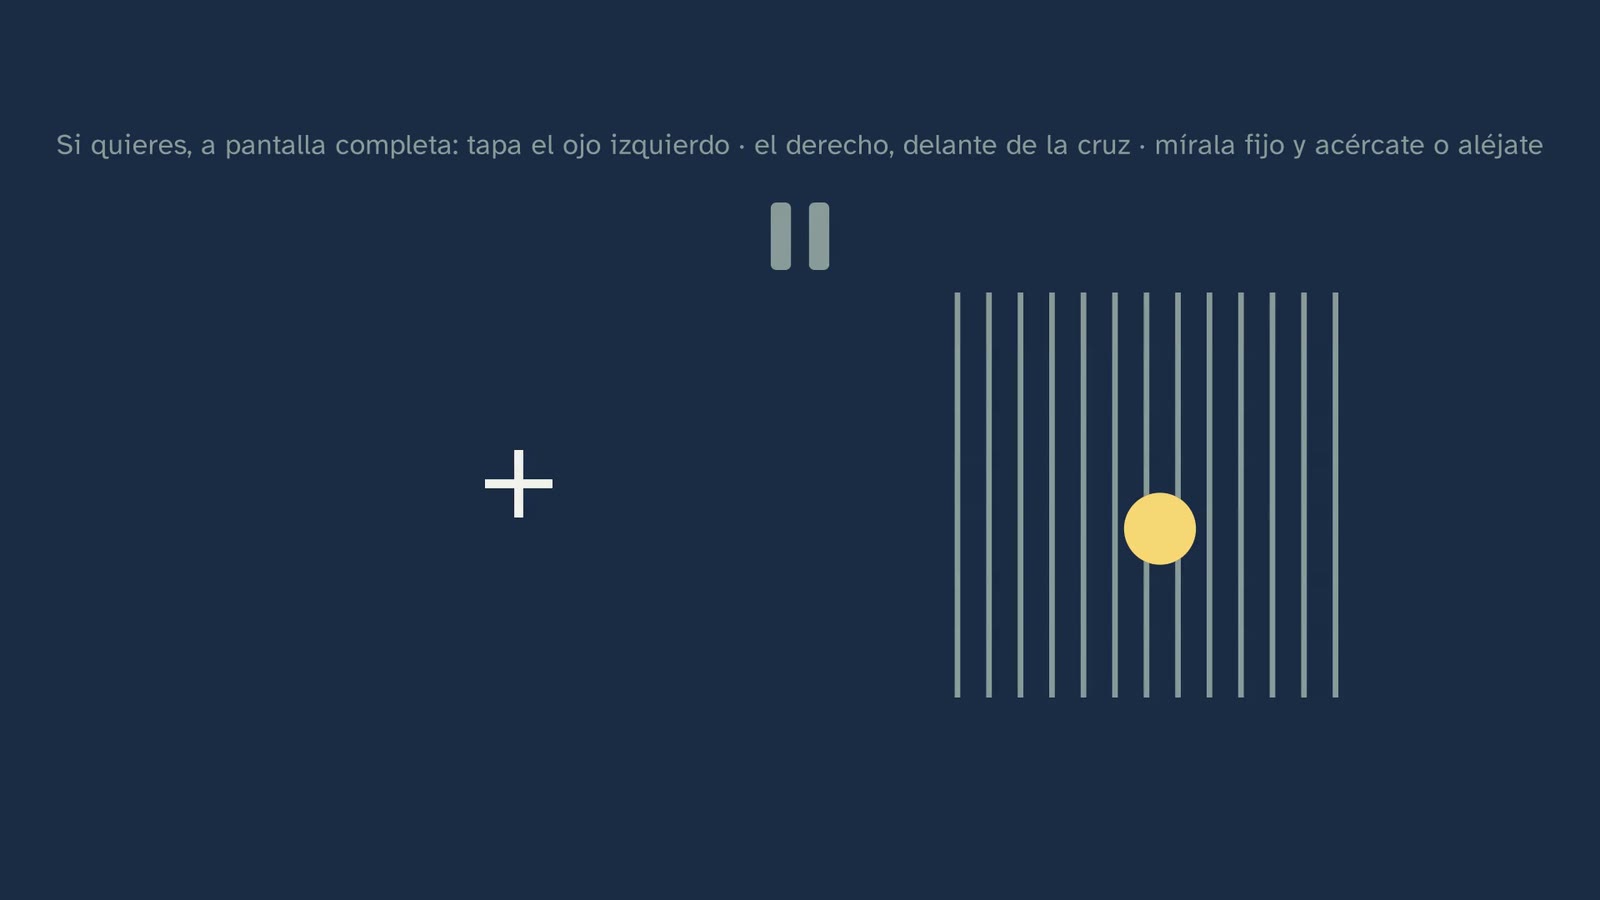 Si quieres, a pantalla completa: tapa el ojo izquierdo · el derecho, delante de la cruz · mírala fijo y acércate o aléjate